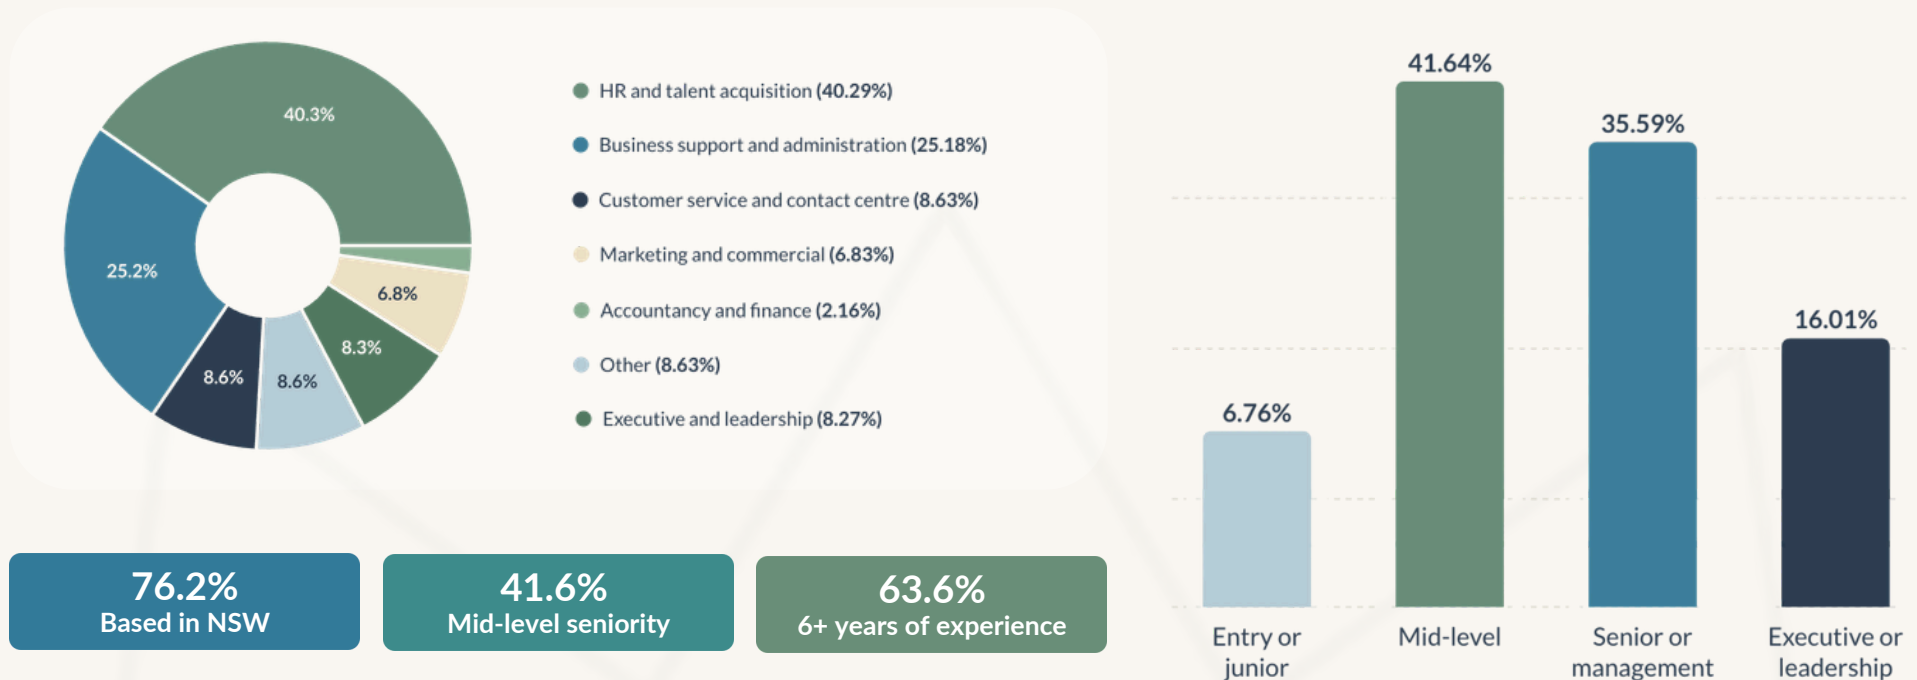 40.3%
25.2%
8.6%
8.6%
8.3%
6.8%
HR and talent acquisition (40.29%)
Business support and administration (25.18%)
Customer service and contact centre (8.63%)
Marketing and commercial (6.83%)
Accountancy and finance (2.16%)
Other (8.63%)
Executive and leadership (8.27%)
76.2%
Based in NSW
41.6%
Mid-level seniority
63.6%
6+ years of experience
6.76%
41.64%
35.59%
16.01%
Entry or
junior
Mid-level
Senior or
management
Executive or
leadership